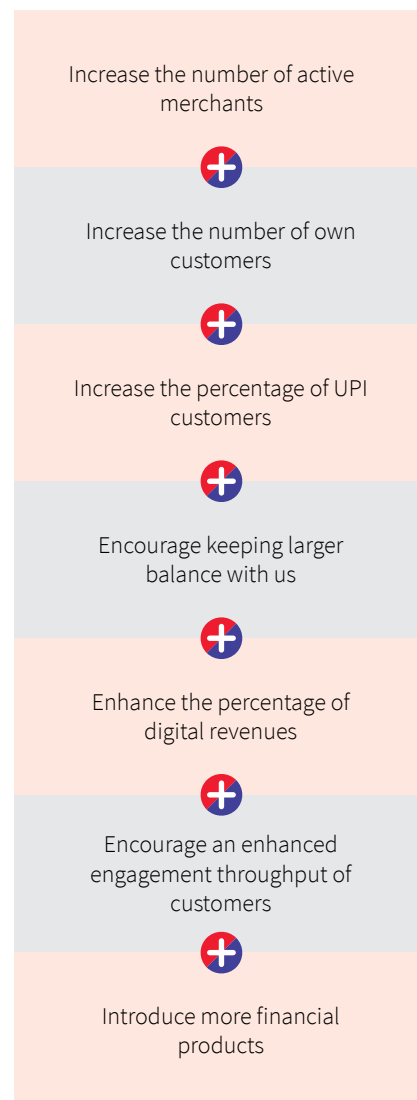 Increase the number of active
merchants
Increase the number of own
customers
Increase the percentage of UPI
customers
Encourage keeping larger
balance with us
Enhance the percentage of
digital revenues
Encourage an enhanced
engagement throughput of
customers
Introduce more financial
products